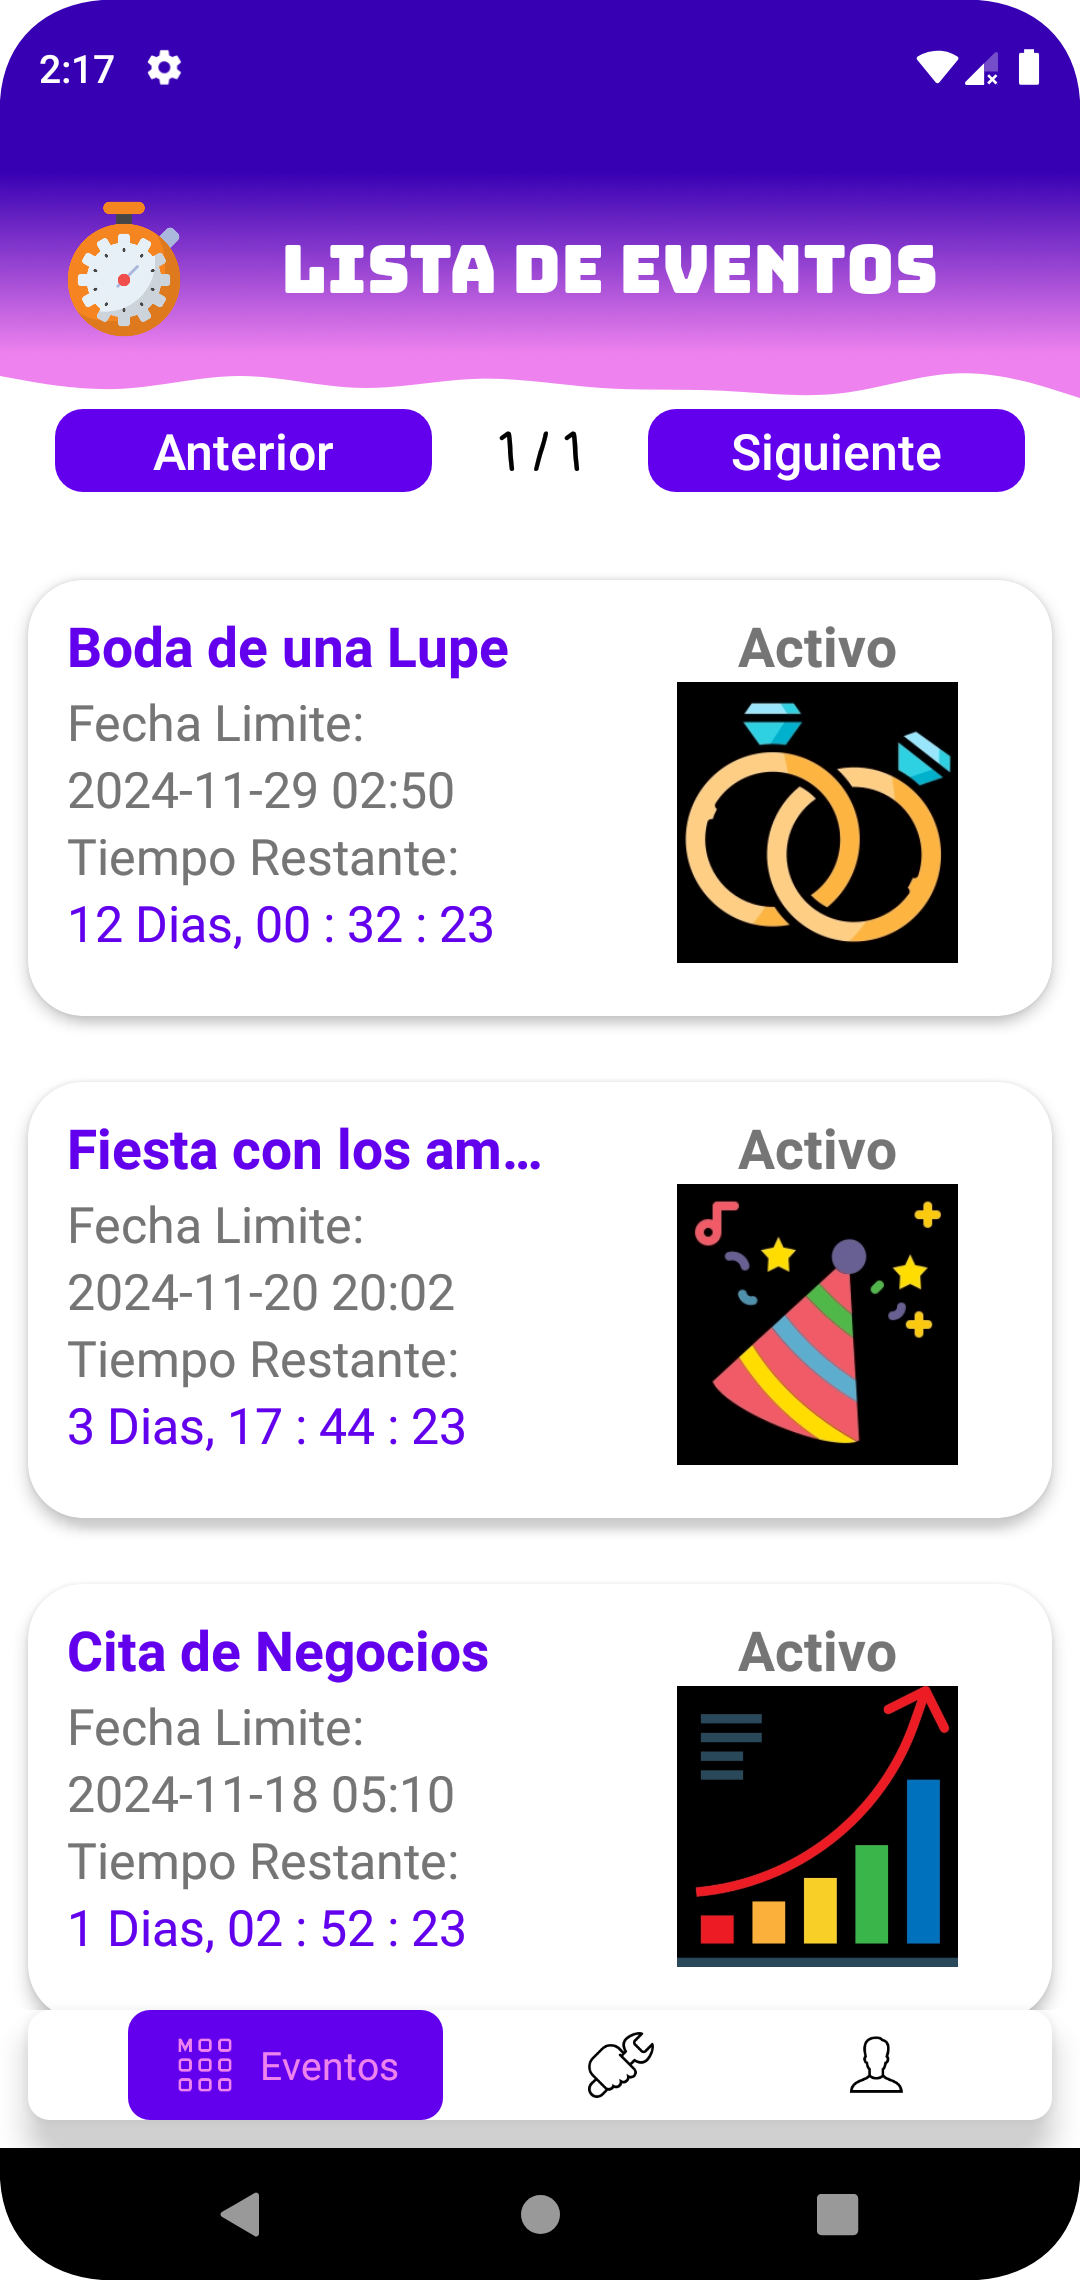 2:17
LISTA DE EVENTOS
Anterior
1 / 1
Siguiente
Boda de una Lupe
Activo
Fecha Limite:
2024-11-29 02:50
Tiempo Restante:
12 Dias, 00 : 32 : 23
Fiesta con los am...
Activo
Fecha Limite:
2024-11-20 20:02
Tiempo Restante:
3 Dias, 17 : 44 : 23
Cita de Negocios
Activo
Fecha Limite:
2024-11-18 05:10
Tiempo Restante:
1 Dias, 02 : 52 : 23
Eventos